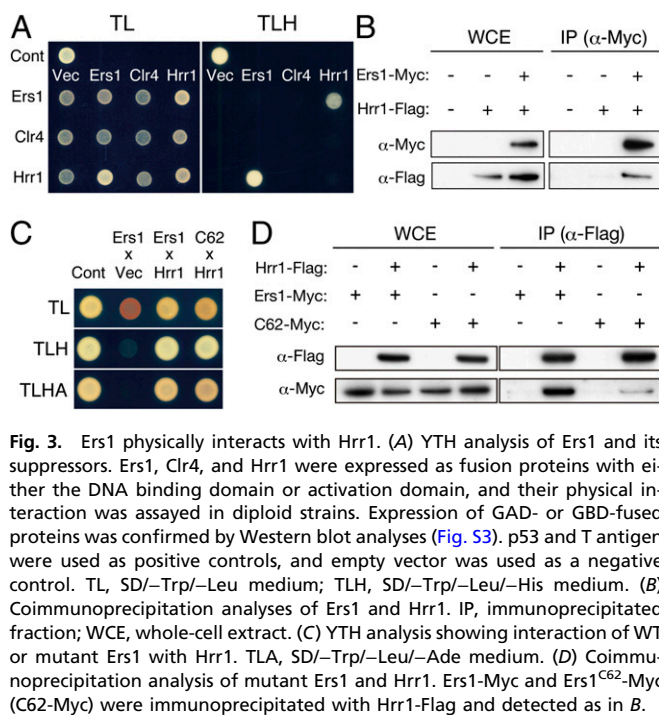 A
TL
TLH
Cont
Vec Ers1 Clr4 Hrr1
Vec Ers1 Clr4 Hrr1
Ers1
Clr4
Hrr1
B
WCE
IP (α-Myc)
Ers1-Myc: - - + - - +
Hrr1-Flag: - + + - + +
α-Myc
α-Flag
C
Ers1 Ers1 C62
x x x
Cont Vec Hrr1 Hrr1
TL
TLH
TLHA
D
WCE
IP (α-Flag)
Hrr1-Flag: - + - + - + - +
Ers1-Myc: + + - - + + - -
C62-Myc: - - + + - - + +
α-Flag
α-Myc
Fig. 3. Ers1 physically interacts with Hrr1. (A) YTH analysis of Ers1 and its
suppressors. Ers1, Clr4, and Hrr1 were expressed as fusion proteins with ei-
ther the DNA binding domain or activation domain, and their physical in-
teraction was assayed in diploid strains. Expression of GAD- or GBD-fused
proteins was confirmed by Western blot analyses (Fig. S3). p53 and T antigen
were used as positive controls, and empty vector was used as a negative
control. TL, SD/−Trp/−Leu medium; TLH, SD/−Trp/−Leu/−His medium. (B)
Coimmunoprecipitation analyses of Ers1 and Hrr1. IP, immunoprecipitated
fraction; WCE, whole-cell extract. (C) YTH analysis showing interaction of WT
or mutant Ers1 with Hrr1. TLA, SD/−Trp/−Leu/−Ade medium. (D) Coimmu-
noprecipitation analysis of mutant Ers1 and Hrr1. Ers1-Myc and Ers1C62-Myc
(C62-Myc) were immunoprecipitated with Hrr1-Flag and detected as in B.